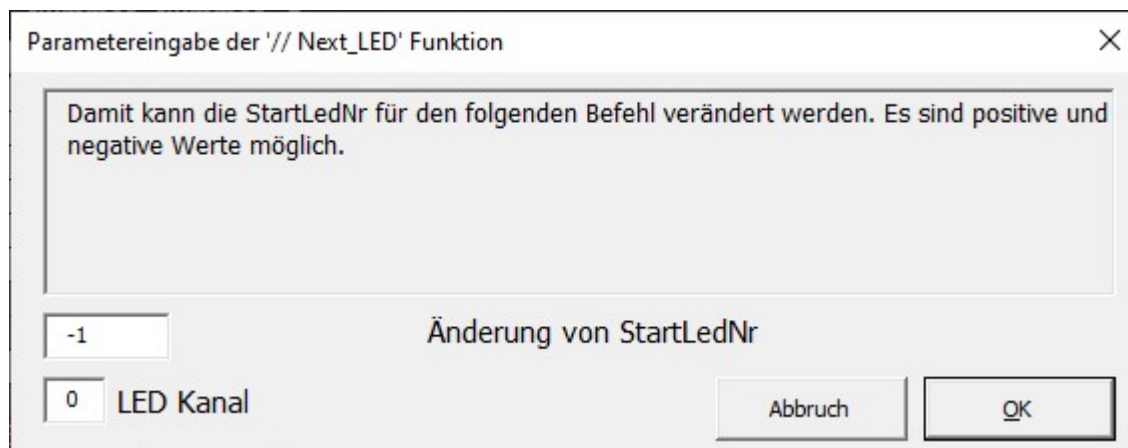 Parametereingabe der '// Next_LED' Funktion
Damit kann die StartLedNr für den folgenden Befehl verändert werden. Es sind positive und
negative Werte möglich.
-1 Änderung von StartLedNr
0 LED Kanal Abbruch OK